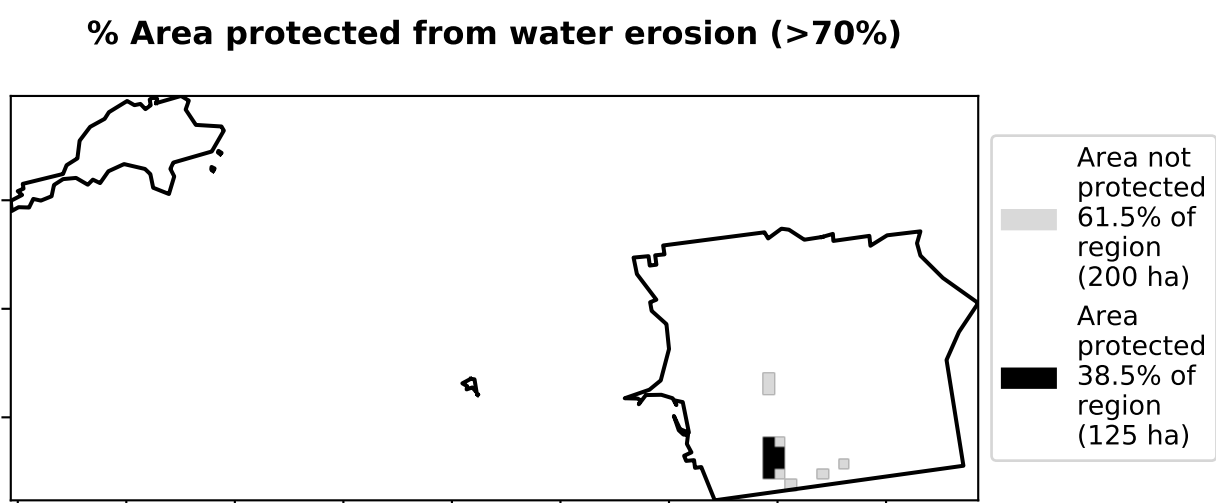 % Area protected from water erosion (>70%)
Area not
protected
61.5% of
region
(200 ha)
Area
protected
38.5% of
region
(125 ha)